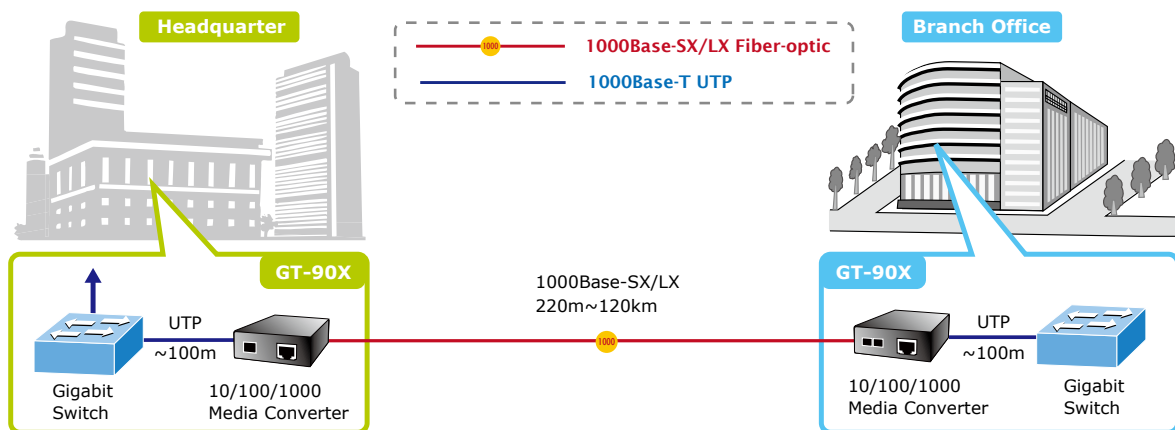 Headquarter
Branch Office
1000 1000Base-SX/LX Fiber-optic
1000Base-T UTP
GT-90X
GT-90X
1000Base-SX/LX
220m~120km
1000
UTP
~100m
Gigabit
Switch
10/100/1000
Media Converter
UTP
~100m
10/100/1000
Media Converter
Gigabit
Switch